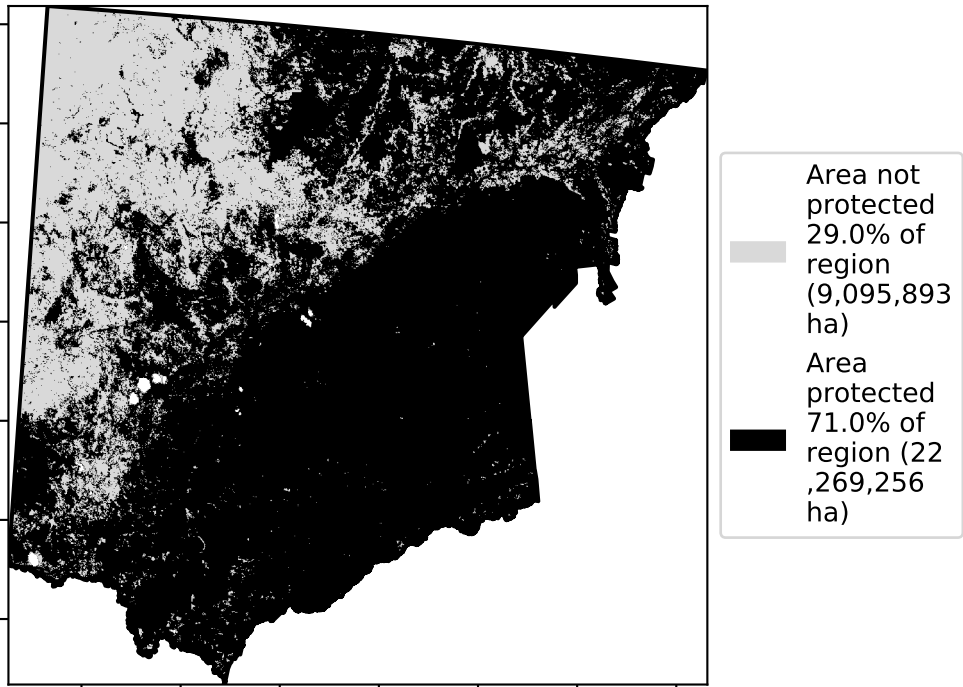 Area not
protected
29.0% of
region
(9,095,893
ha)
Area
protected
71.0% of
region (22
,269,256
ha)